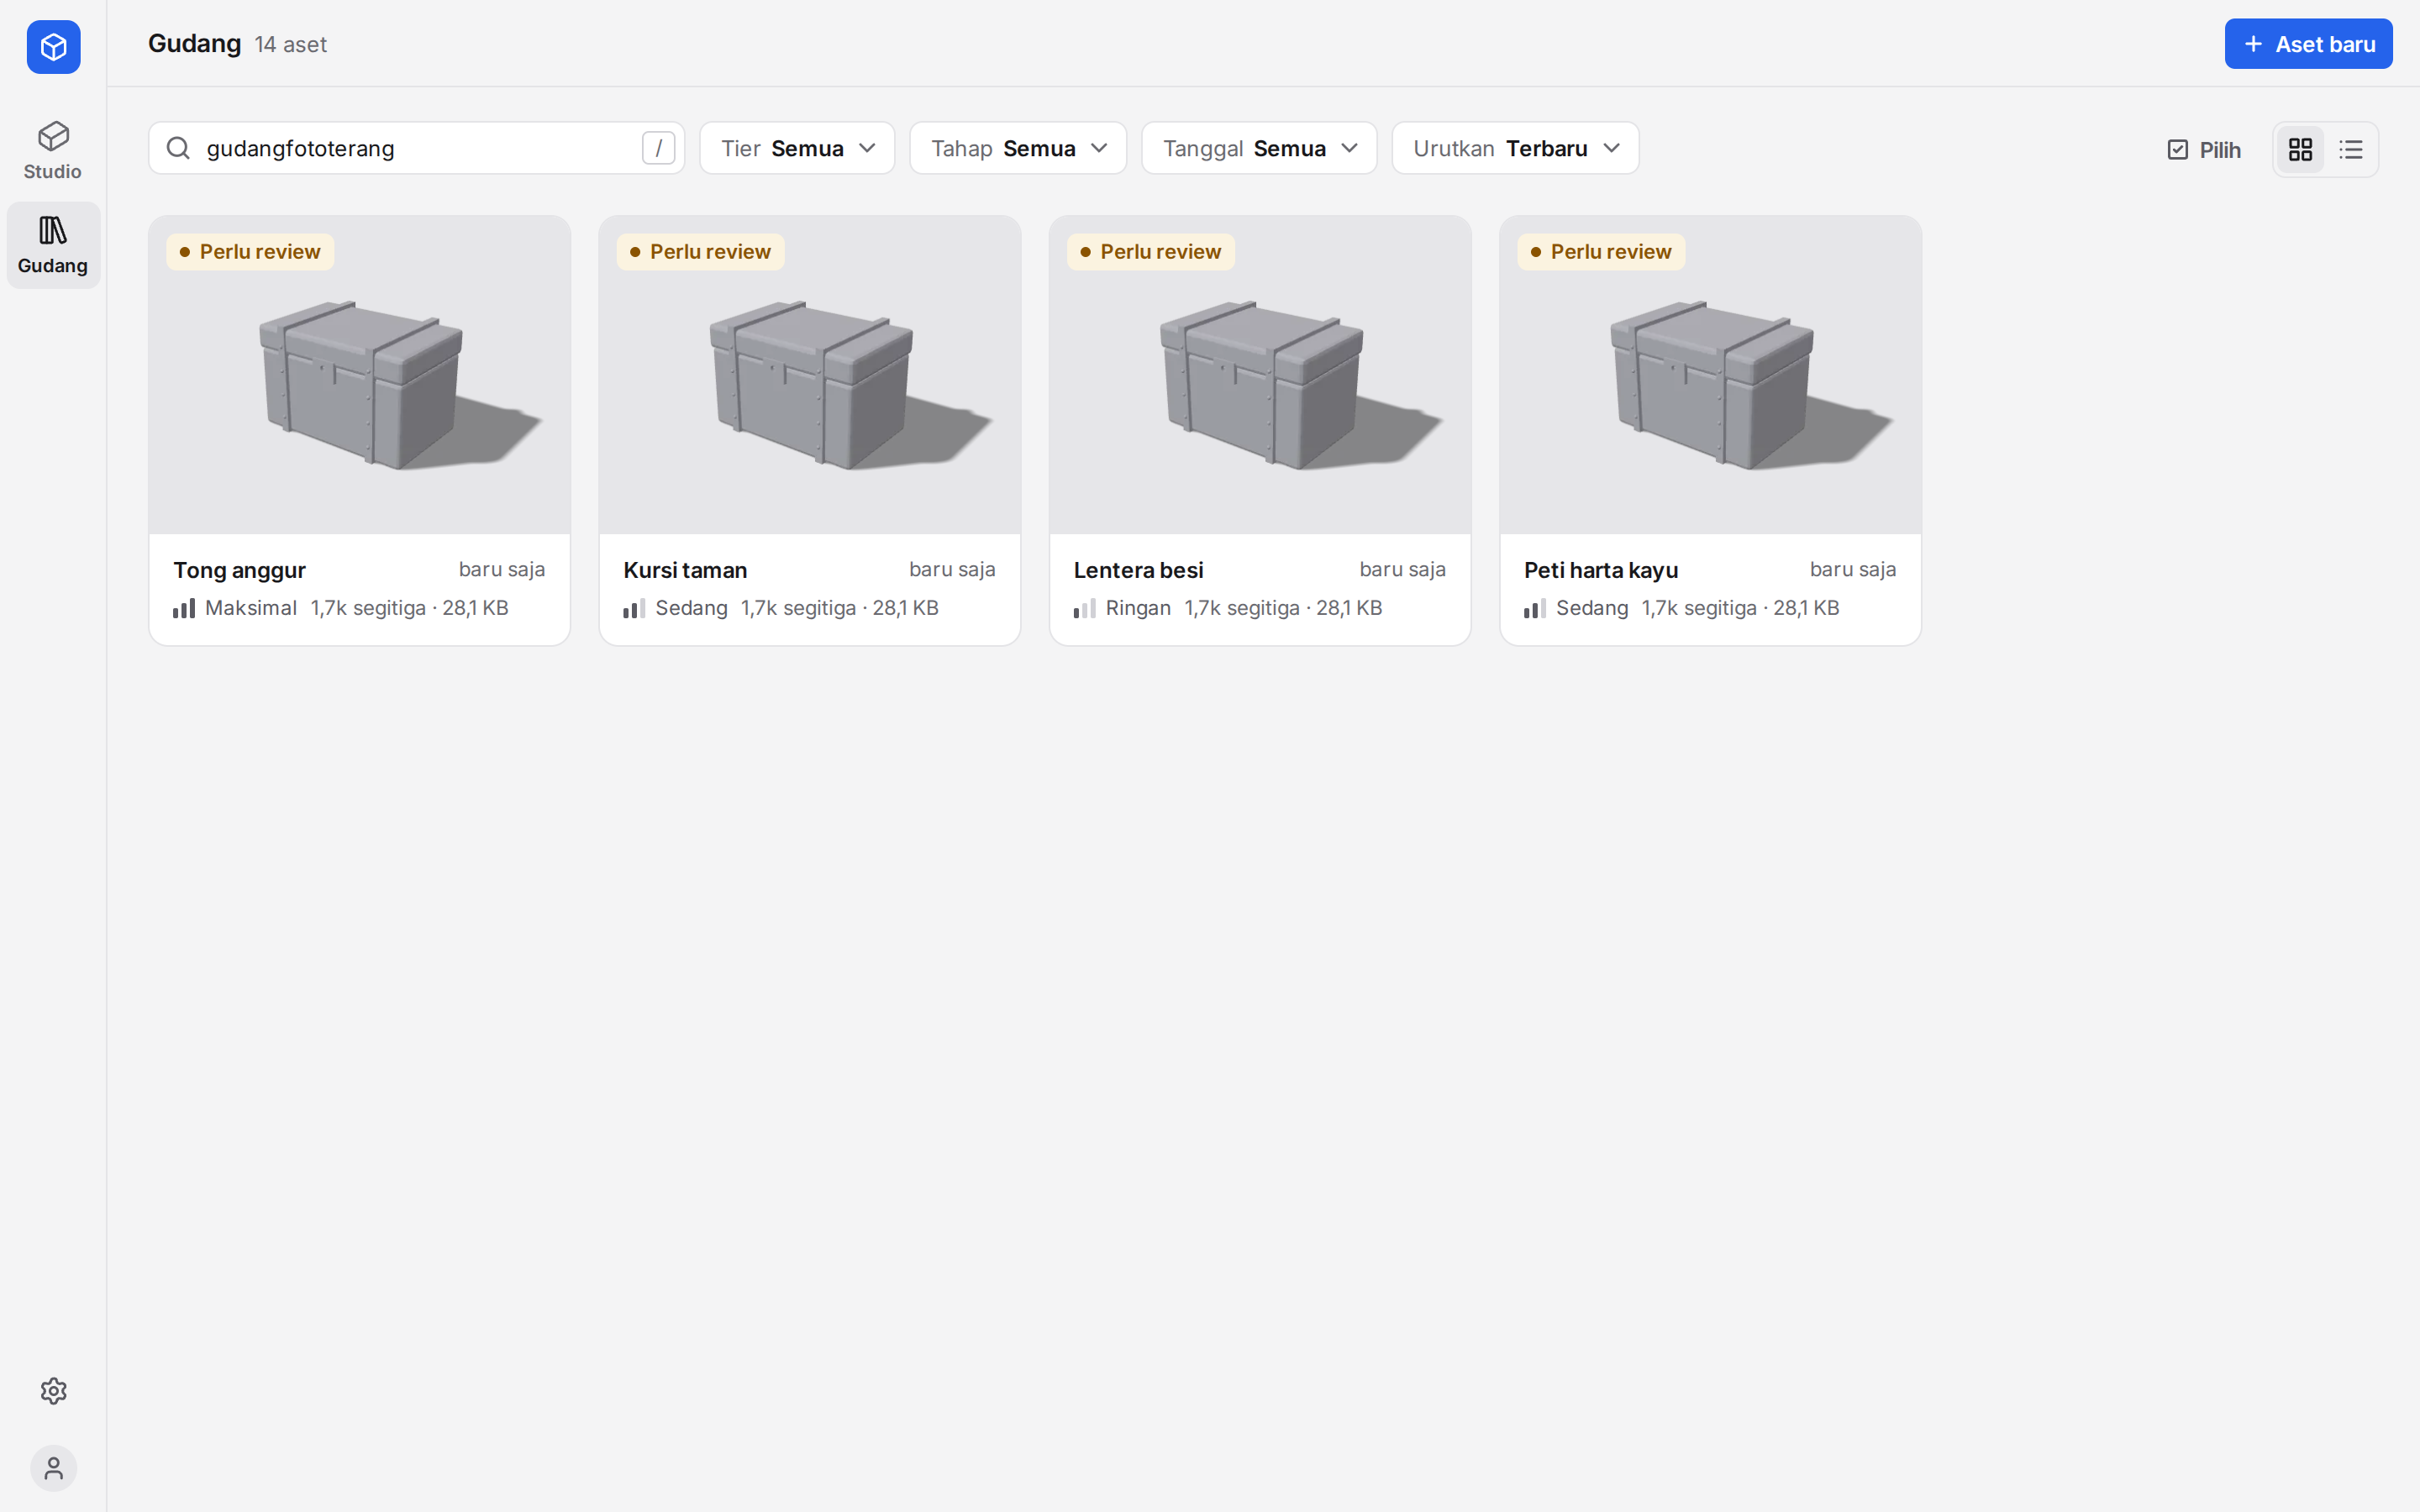 Gudang 14 aset
+ Aset baru
Studio
Gudang
gudangfototerang /
Tier Semua
Tahap Semua
Tanggal Semua
Urutkan Terbaru
Pilih
Perlu review
Tong anggur baru saja
Maksimal 1,7k segitiga · 28,1 KB
Perlu review
Kursi taman baru saja
Sedang 1,7k segitiga · 28,1 KB
Perlu review
Lentera besi baru saja
Ringan 1,7k segitiga · 28,1 KB
Perlu review
Peti harta kayu baru saja
Sedang 1,7k segitiga · 28,1 KB